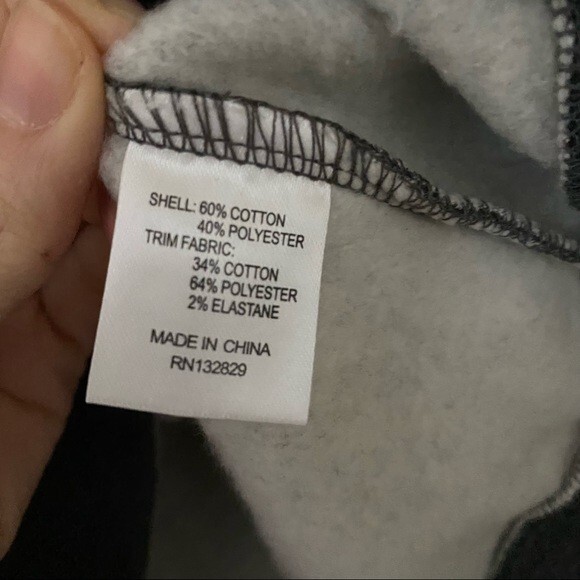 SHELL: 60% COTTON
40% POLYESTER
TRIM FABRIC:
34% COTTON
64% POLYESTER
2% ELASTANE
MADE IN CHINA
RN132829